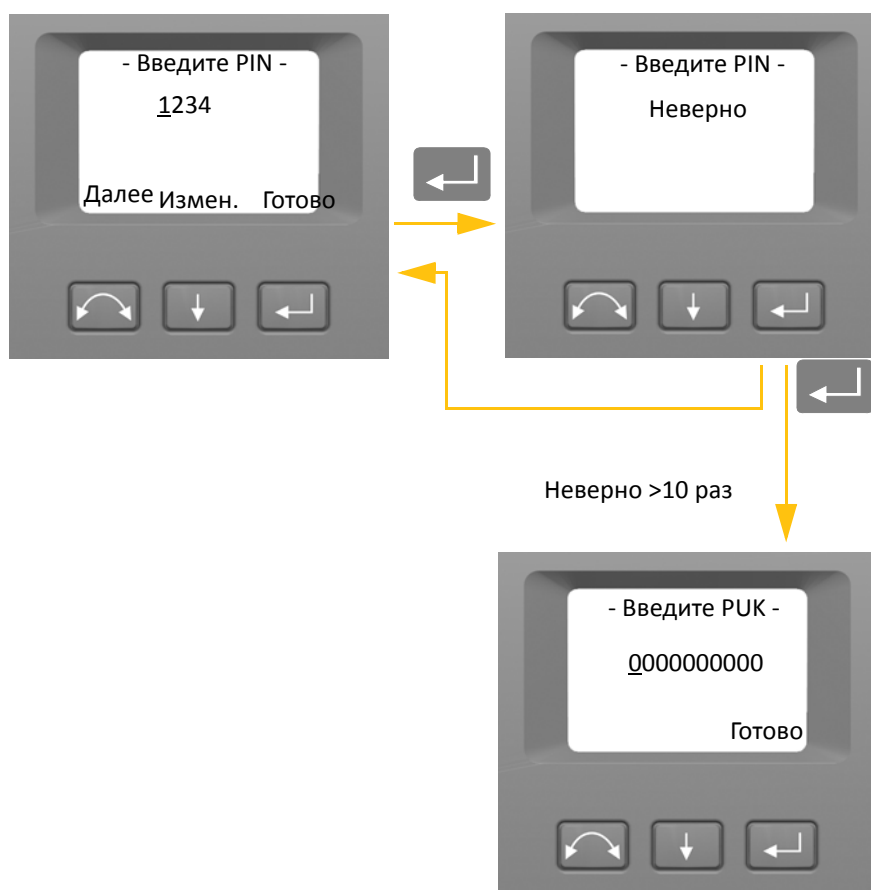 - Введите PIN -
1234
Далее Измен. Готово
- Введите PIN -
Неверно
Неверно >10 раз
- Введите PUK -
0000000000
Готово